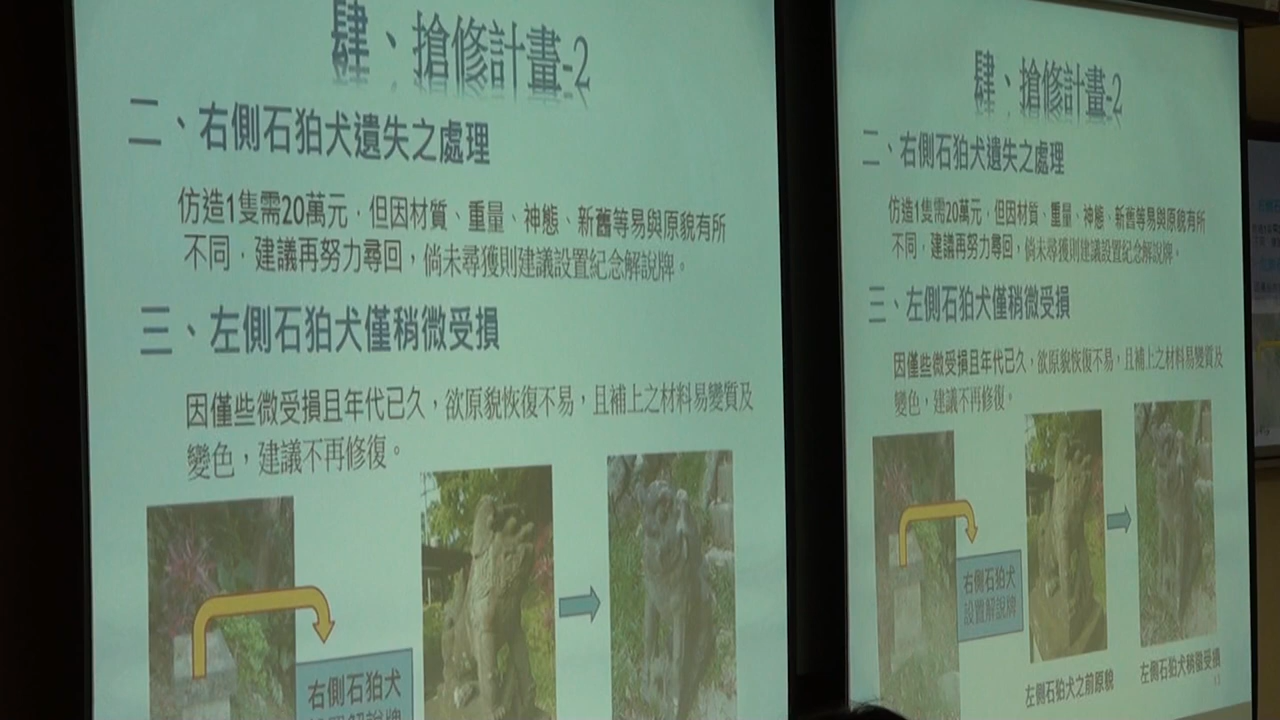 肆、搶修計畫-2
二、右側石狛犬遺失之處理
仿造1隻需20萬元，但因材質、重量、神態、新舊等易與原貌有所
不同，建議再努力尋回，倘未尋獲則建議設置紀念解說牌。
三、左側石狛犬僅稍微受損
因僅些微受損且年代已久，欲原貌恢復不易，且補上之材料易變質及
變色，建議不再修復。
右側石狛犬
設置解說牌
肆、搶修計畫-2
二、右側石狛犬遺失之處理
仿造1隻需20萬元，但因材質、重量、神態、新舊等易與原貌有所
不同，建議再努力尋回，倘未尋獲則建議設置紀念解說牌。
三、左側石狛犬僅稍微受損
因僅些微受損且年代已久，欲原貌恢復不易，且補上之材料易變質及
變色，建議不再修復。
右側石狛犬
設置解說牌
左側石狛犬之前原貌
左側石狛犬稍微受損
13